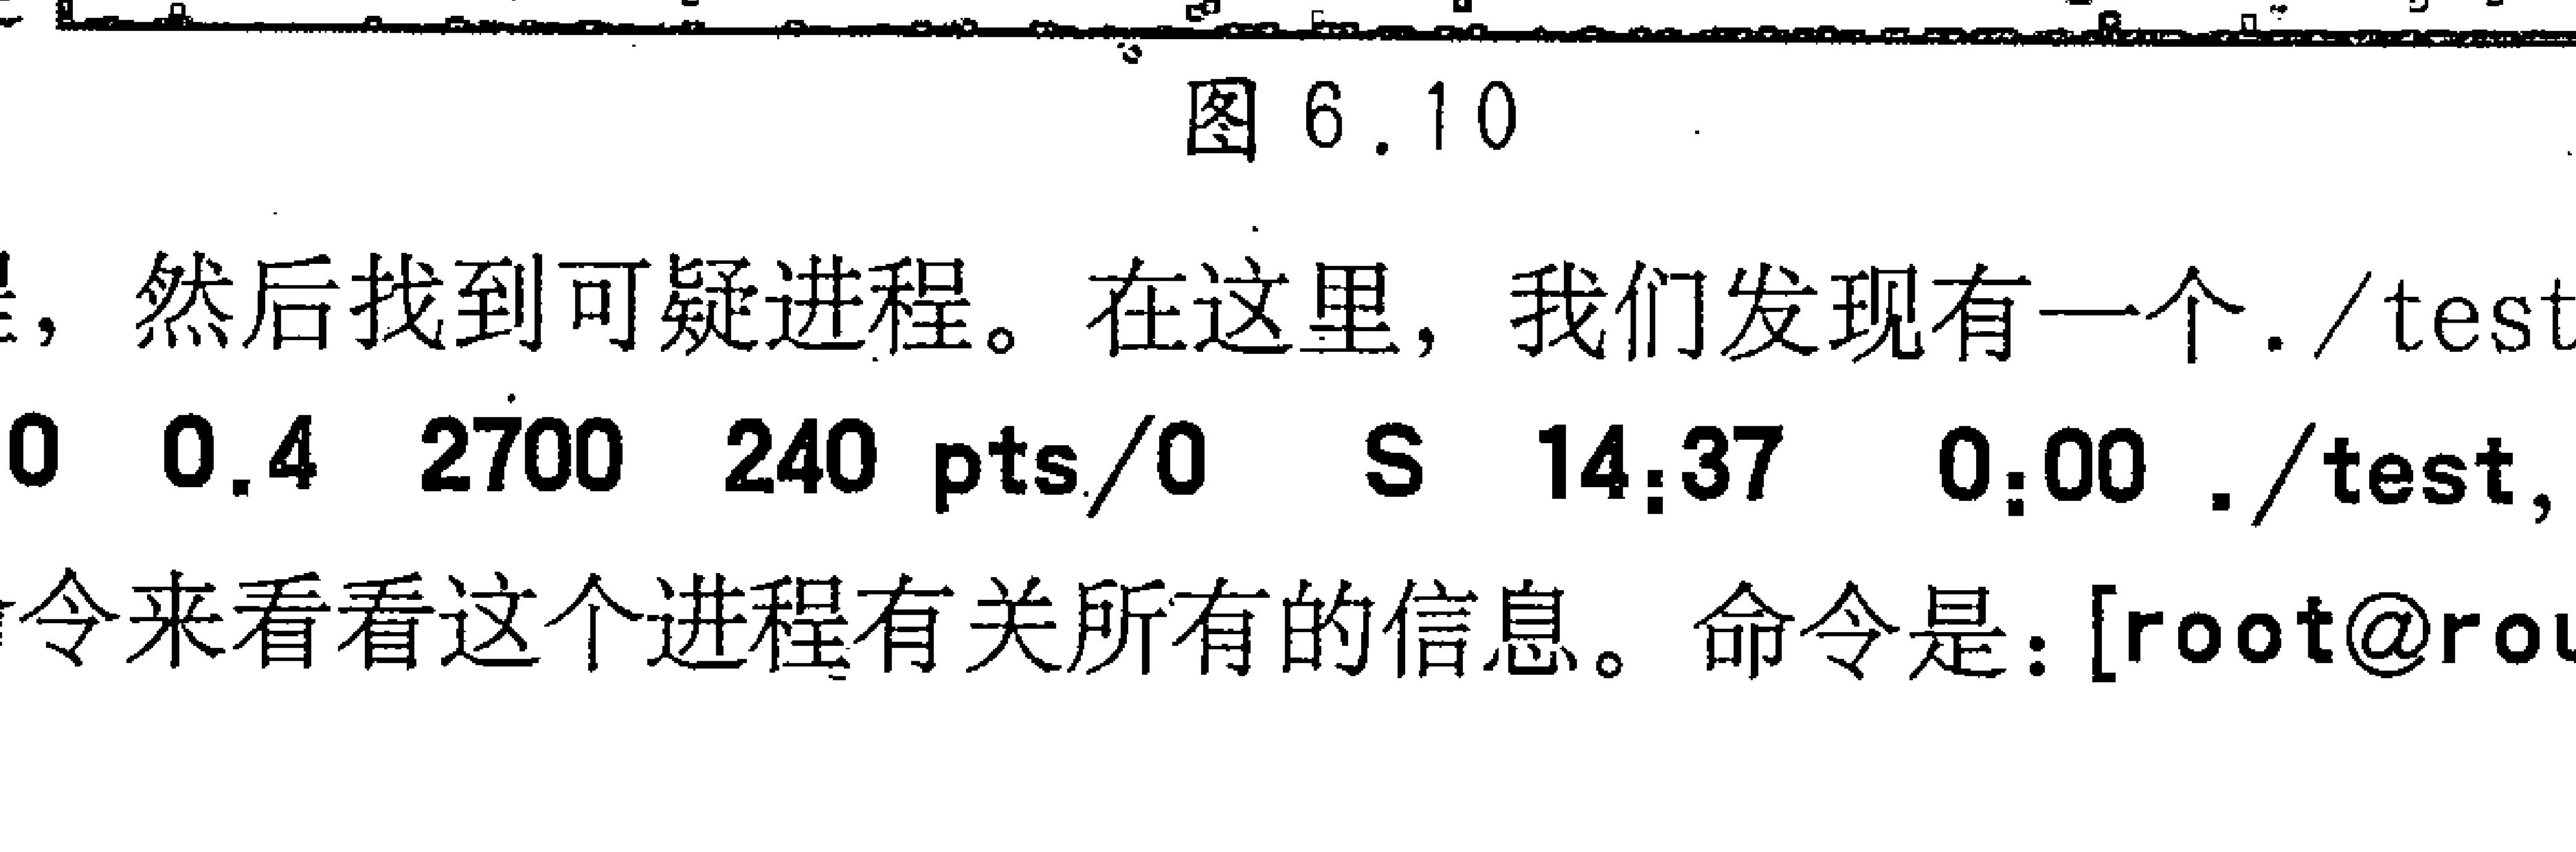 图 6.10
，然后找到可疑进程。在这里，我们发现有一个./test
0 0.4 2700 240 pts/0 S 14:37 0:00 ./test,
令来看看这个进程有关所有的信息。命令是：[root@rou